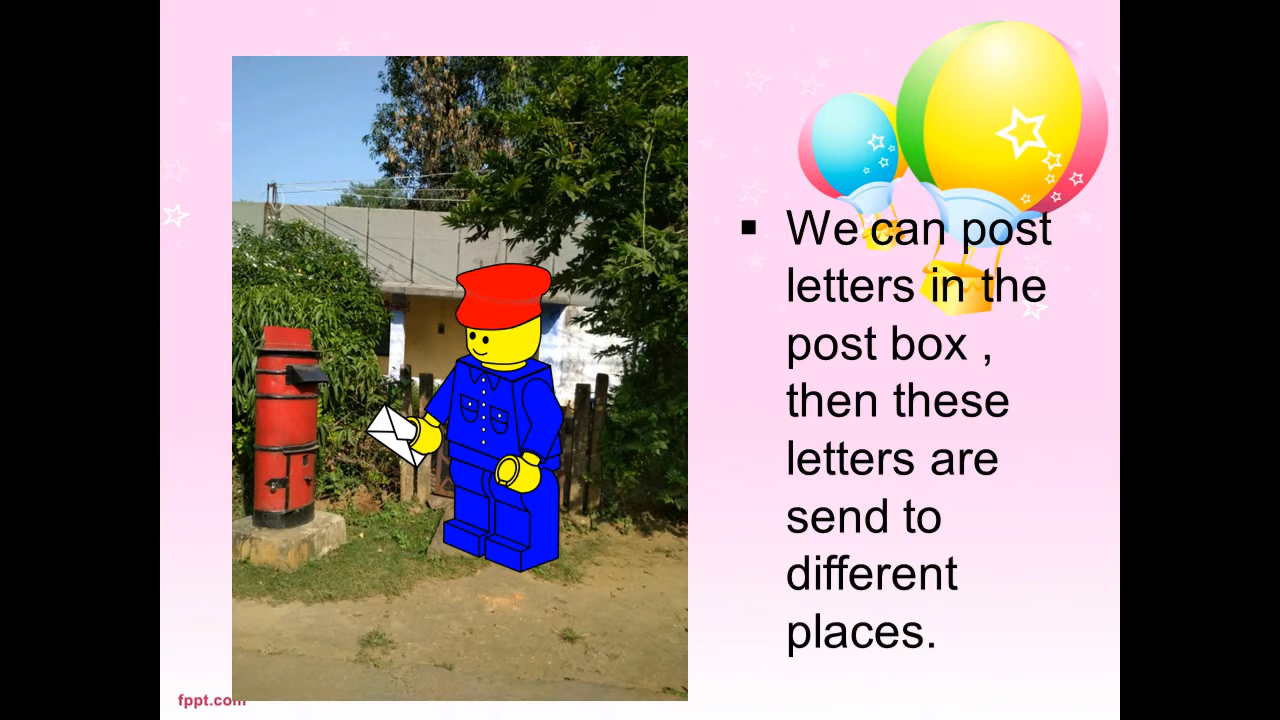 ▪ We can post
letters in the
post box ,
then these
letters are
send to
different
places.
fppt.com